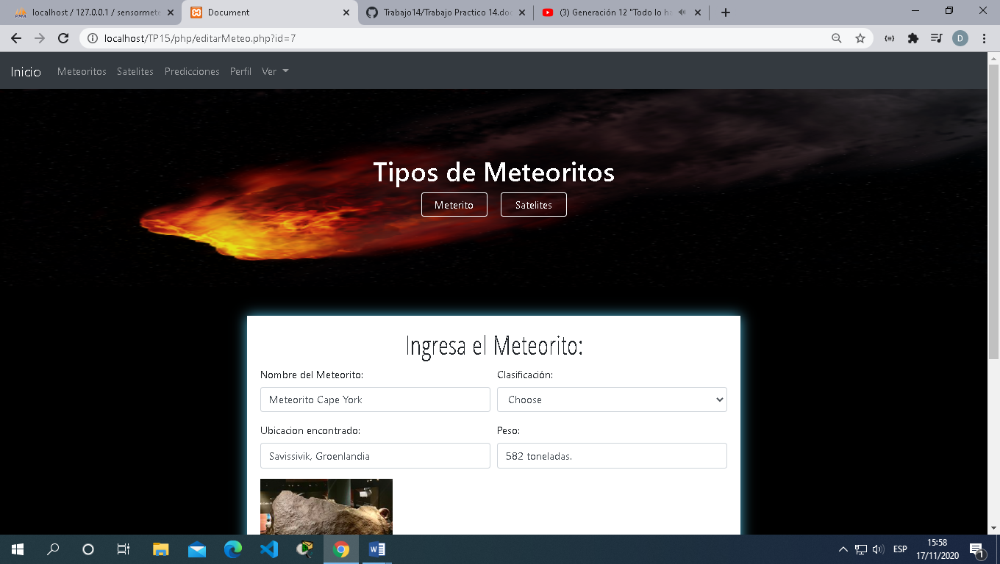 localhost / 127.0.0.1 / sensormete
Document
Trabajo14/Trabajo Practico 14.doc
(3) Generación 12 "Todo lo ha
localhost/TP15/php/editarMeteo.php?id=7
D
Inicio Meteoritos Satelites Predicciones Perfil Ver
Tipos de Meteoritos
Meterito Satelites
Ingresa el Meteorito:
Nombre del Meteorito: Clasificación:
Meteorito Cape York Choose
Ubicacion encontrado: Peso:
Savissivik, Groenlandia 582 toneladas.
ESP
15:58
17/11/2020
1